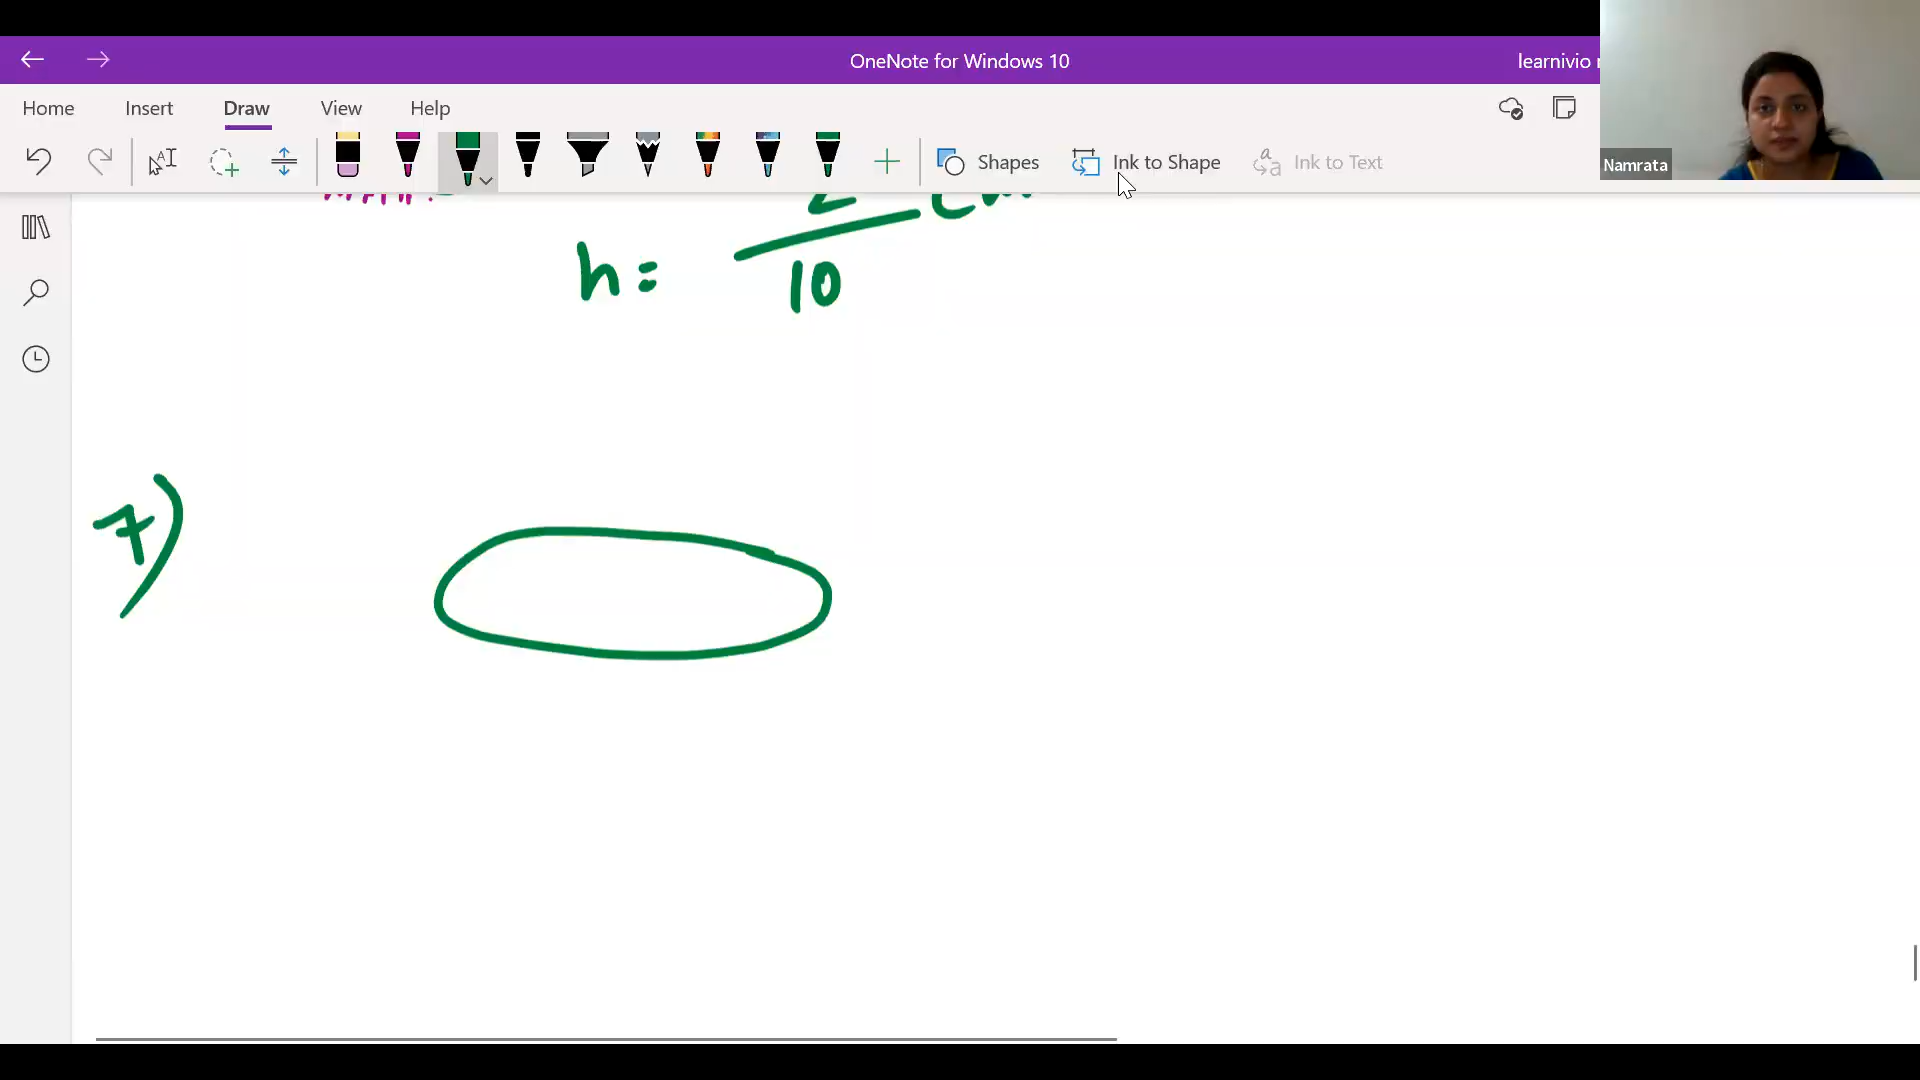 OneNote for Windows 10
learnivio
Home Insert Draw View Help
Shapes Ink to Shape Ink to Text
Namrata
2
h = 10
7)